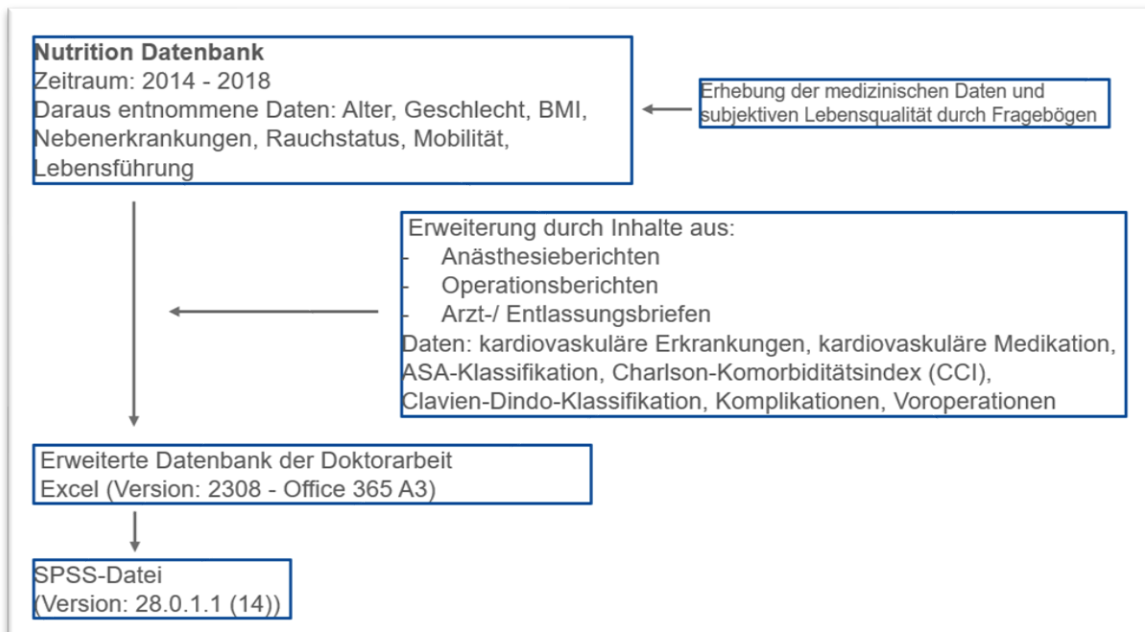 Nutrition Datenbank
Zeitraum: 2014 - 2018
Daraus entnommene Daten: Alter, Geschlecht, BMI,
Nebenerkrankungen, Rauchstatus, Mobilität,
Lebensführung
Erhebung der medizinischen Daten und
subjektiven Lebensqualität durch Fragebögen
Erweiterung durch Inhalte aus:
- Anästhesieberichten
- Operationsberichten
- Arzt-/ Entlassungsbriefen
Daten: kardiovaskuläre Erkrankungen, kardiovaskuläre Medikation,
ASA-Klassifikation, Charlson-Komorbiditätsindex (CCI),
Clavien-Dindo-Klassifikation, Komplikationen, Voroperationen
Erweiterte Datenbank der Doktorarbeit
Excel (Version: 2308 - Office 365 A3)
SPSS-Datei
(Version: 28.0.1.1 (14))